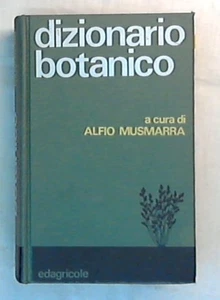 dizionario
botanico
a cura di
ALFIO MUSMARRA
edagricole